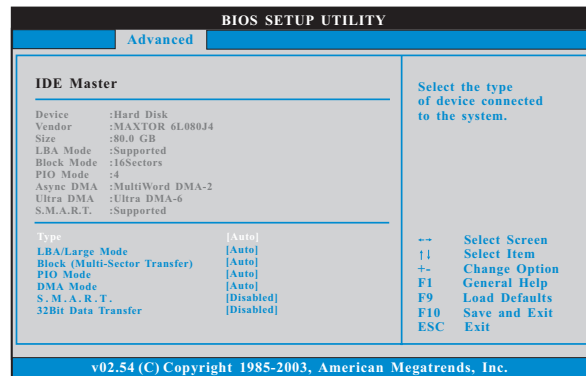 BIOS SETUP UTILITY
Advanced
IDE Master
Device :Hard Disk
Vendor :MAXTOR 6L080J4
Size :80.0 GB
LBA Mode :Supported
Block Mode :16Sectors
PIO Mode :4
Async DMA :MultiWord DMA-2
Ultra DMA :Ultra DMA-6
S.M.A.R.T. :Supported
Type [Auto]
LBA/Large Mode [Auto]
Block (Multi-Sector Transfer) [Auto]
PIO Mode [Auto]
DMA Mode [Auto]
S.M.A.R.T. [Disabled]
32Bit Data Transfer [Disabled]
Select the type
of device connected
to the system.
←→ Select Screen
↑↓ Select Item
+- Change Option
F1 General Help
F9 Load Defaults
F10 Save and Exit
ESC Exit
v02.54 (C) Copyright 1985-2003, American Megatrends, Inc.